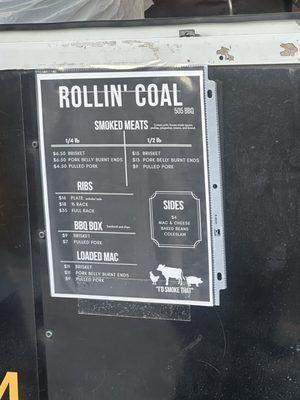 ROLLIN' COAL
505 BBQ
SMOKED MEATS
1/4 lb
$6.50 BRISKET
$6.50 PORK BELLY BURNT ENDS
$4.50 PULLED PORK
1/2 lb
$13 PORK BELLY BURNT ENDS
$9 PULLED PORK
RIBS
$16 PLATE
$18 ½ RACK
$35 FULL RACK
BBQ BOX
$9 BRISKET
$7 PULLED PORK
LOADED MAC
$11 BRISKET
$11 PORK BELLY BURNT ENDS
$9 PULLED PORK
SIDES
$4
MAC & CHEESE
BAKED BEANS
COLESLAW
"I'D SMOKE THAT"